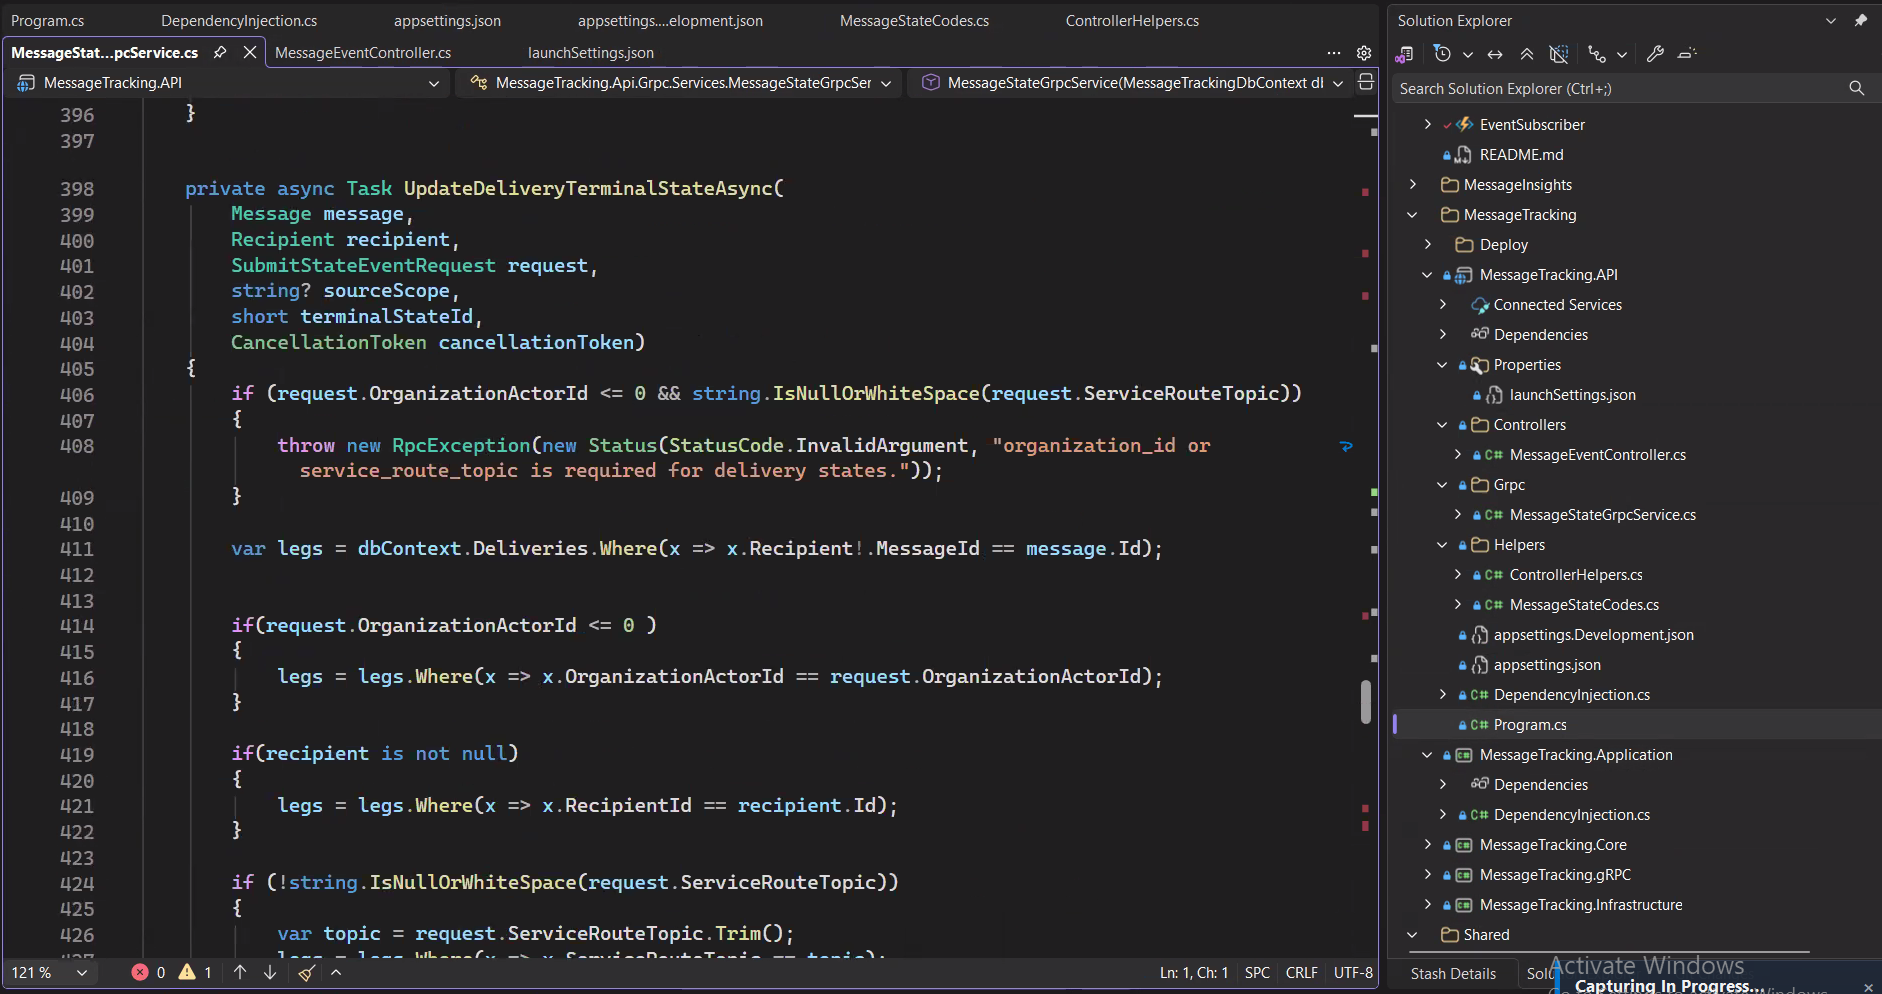 Program.cs DependencyInjection.cs appsettings.json appsettings....elopment.json MessageStateCodes.cs ControllerHelpers.cs
MessageStat...pcService.cs MessageEventController.cs launchSettings.json
MessageTracking.API MessageTracking.Api.Grpc.Services.MessageStateGrpcSer MessageStateGrpcService(MessageTrackingDbContext db
396 }
397
398 private async Task UpdateDeliveryTerminalStateAsync(
399 Message message,
400 Recipient recipient,
401 SubmitStateEventRequest request,
402 string? sourceScope,
403 short terminalStateId,
404 CancellationToken cancellationToken)
405 {
406 if (request.OrganizationActorId <= 0 && string.IsNullOrWhiteSpace(request.ServiceRouteTopic))
407 {
408 throw new RpcException(new Status(StatusCode.InvalidArgument, "organization_id or
service_route_topic is required for delivery states."));
409 }
410
411 var legs = dbContext.Deliveries.Where(x => x.Recipient!.MessageId == message.Id);
412
413
414 if(request.OrganizationActorId <= 0 )
415 {
416 legs = legs.Where(x => x.OrganizationActorId == request.OrganizationActorId);
417 }
418
419 if(recipient is not null)
420 {
421 legs = legs.Where(x => x.RecipientId == recipient.Id);
422 }
423
424 if (!string.IsNullOrWhiteSpace(request.ServiceRouteTopic))
425 {
426 var topic = request.ServiceRouteTopic.Trim();
427 legs = legs.Where(x => x.ServiceRouteTopic == topic);
121 % 0 1 Ln: 1, Ch: 1 SPC CRLF UTF-8
Solution Explorer
Search Solution Explorer (Ctrl+;)
EventSubscriber
README.md
MessageInsights
MessageTracking
Deploy
MessageTracking.API
Connected Services
Dependencies
Properties
launchSettings.json
Controllers
C# MessageEventController.cs
Grpc
C# MessageStateGrpcService.cs
Helpers
C# ControllerHelpers.cs
C# MessageStateCodes.cs
appsettings.Development.json
appsettings.json
C# DependencyInjection.cs
C# Program.cs
MessageTracking.Application
Dependencies
C# DependencyInjection.cs
MessageTracking.Core
MessageTracking.gRPC
MessageTracking.Infrastructure
Shared
Stash Details Solu
Activate Windows
Capturing In Progress...